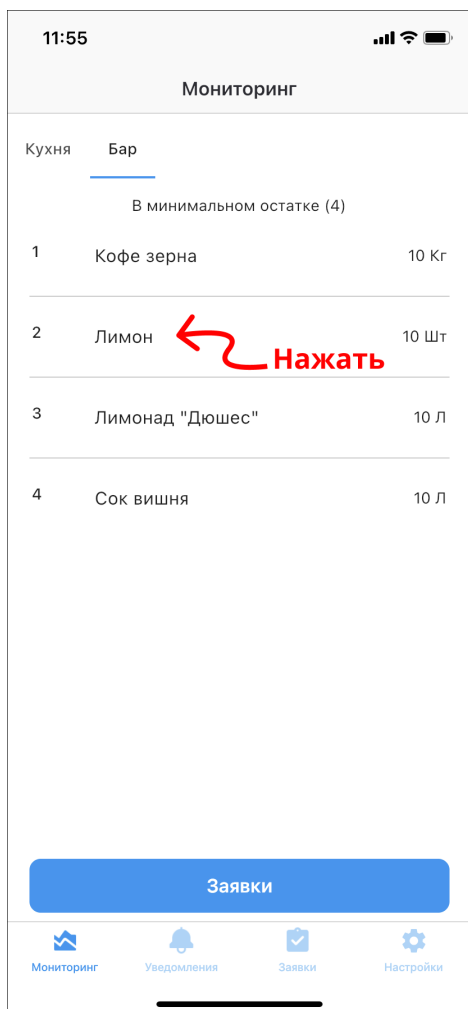 11:55
Мониторинг
Кухня Бар
В минимальном остатке (4)
1 Кофе зерна 10 Кг
2 Лимон 10 Шт
Нажать
3 Лимонад "Дюшес" 10 Л
4 Сок вишня 10 Л
Заявки
Мониторинг Уведомления Заявки Настройки